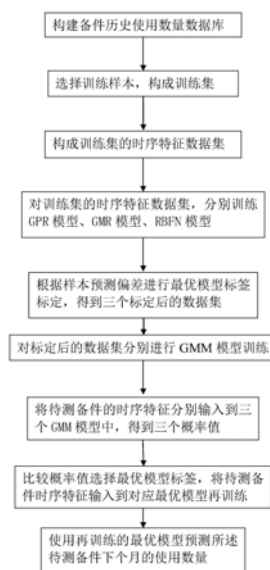 构建备件历史使用数量数据库
选择训练样本，构成训练集
构成训练集的时序特征数据集
对训练集的时序特征数据集，分别训练
GPR 模型、GMR 模型、RBFN 模型
根据样本预测偏差进行最优模型标签
标定，得到三个标定后的数据集
对标定后的数据集分别进行 GMM 模型训练
将待测备件的时序特征分别输入到三
个 GMM 模型中，得到三个概率值
比较概率值选择最优模型标签，将待测备
件时序特征输入到对应最优模型再训练
使用再训练的最优模型预测所述
待测备件下个月的使用数量